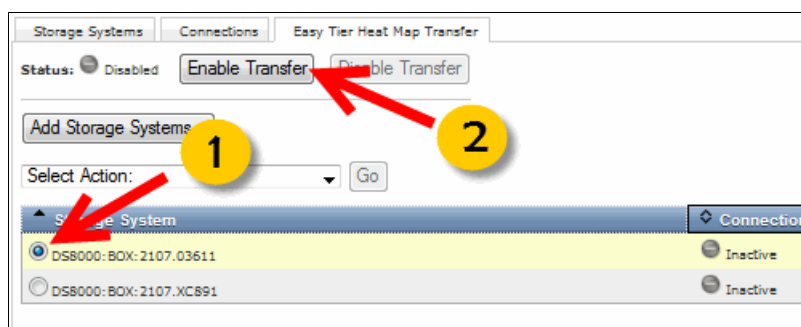 Storage Systems Connections Easy Tier Heat Map Transfer
Status: Disabled Enable Transfer Disable Transfer
Add Storage Systems
1
2
Select Action: Go
Storage System Connection
DS8000:BOX:2107.03611 Inactive
DS8000:BOX:2107.XC891 Inactive